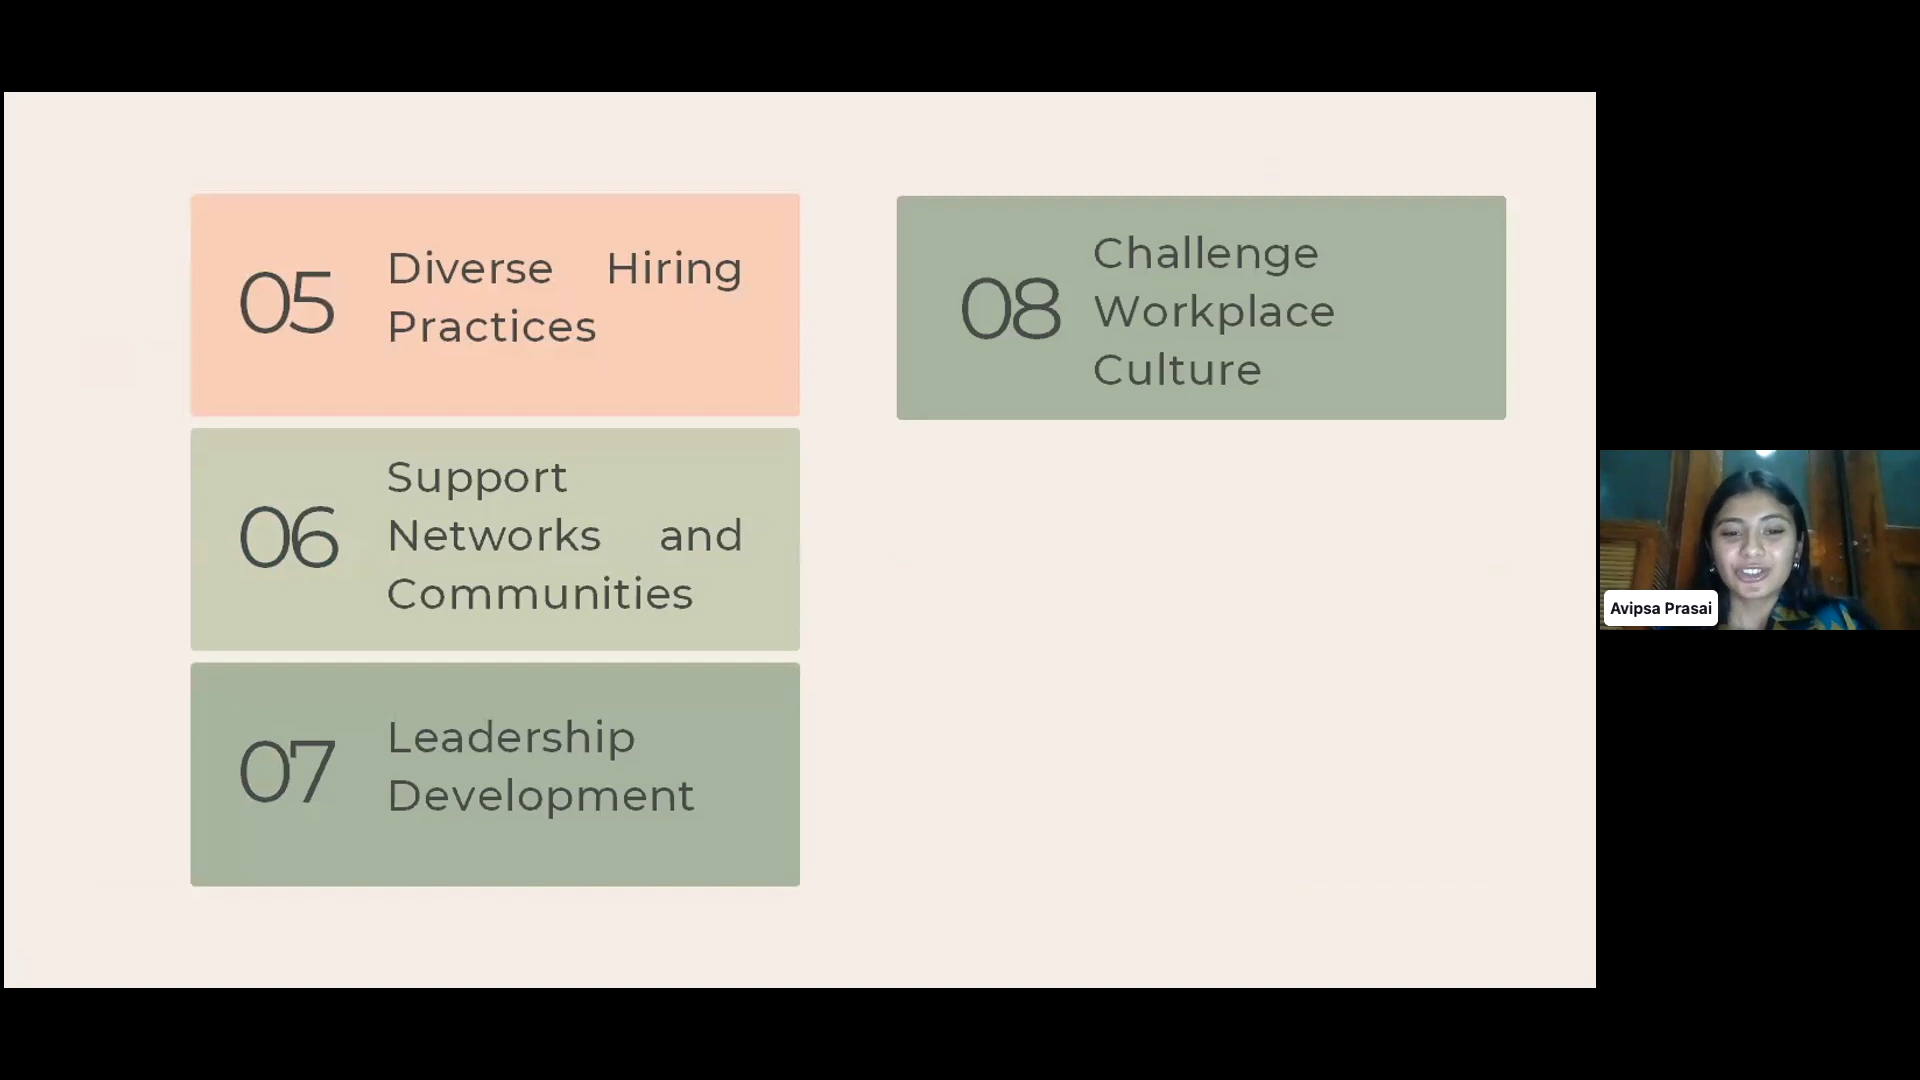 05
Diverse Hiring
Practices
06
Support
Networks and
Communities
07
Leadership
Development
08
Challenge
Workplace
Culture
Avipsa Prasai